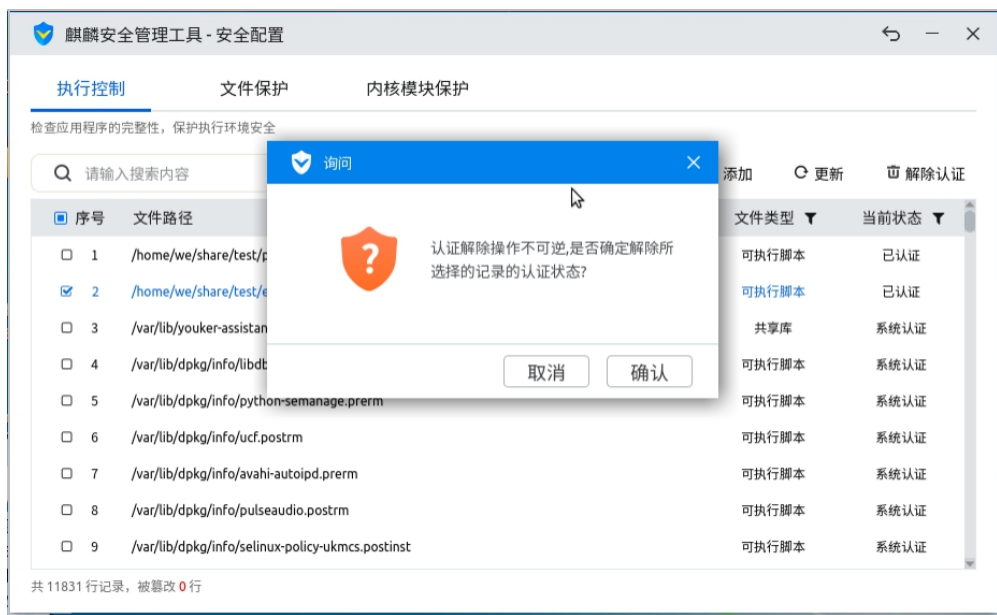 麒麟安全管理工具 - 安全配置
执行控制 文件保护 内核模块保护
检查应用程序的完整性，保护执行环境安全
请输入搜索内容 添加 更新 解除认证
序号 文件路径 文件类型 当前状态
1 /home/we/share/test/ 可执行脚本 已认证
2 /home/we/share/test/ 可执行脚本 已认证
3 /var/lib/youker-assistan 共享库 系统认证
4 /var/lib/dpkg/info/libdb 可执行脚本 系统认证
5 /var/lib/dpkg/info/python-semanage.prerm 可执行脚本 系统认证
6 /var/lib/dpkg/info/ucf.postrm 可执行脚本 系统认证
7 /var/lib/dpkg/info/avahi-autoipd.prerm 可执行脚本 系统认证
8 /var/lib/dpkg/info/pulseaudio.postrm 可执行脚本 系统认证
9 /var/lib/dpkg/info/selinux-policy-ukmcs.postinst 可执行脚本 系统认证
共 11831 行记录，被篡改 0 行
询问
认证解除操作不可逆,是否确定解除所
选择的记录的认证状态?
取消 确认